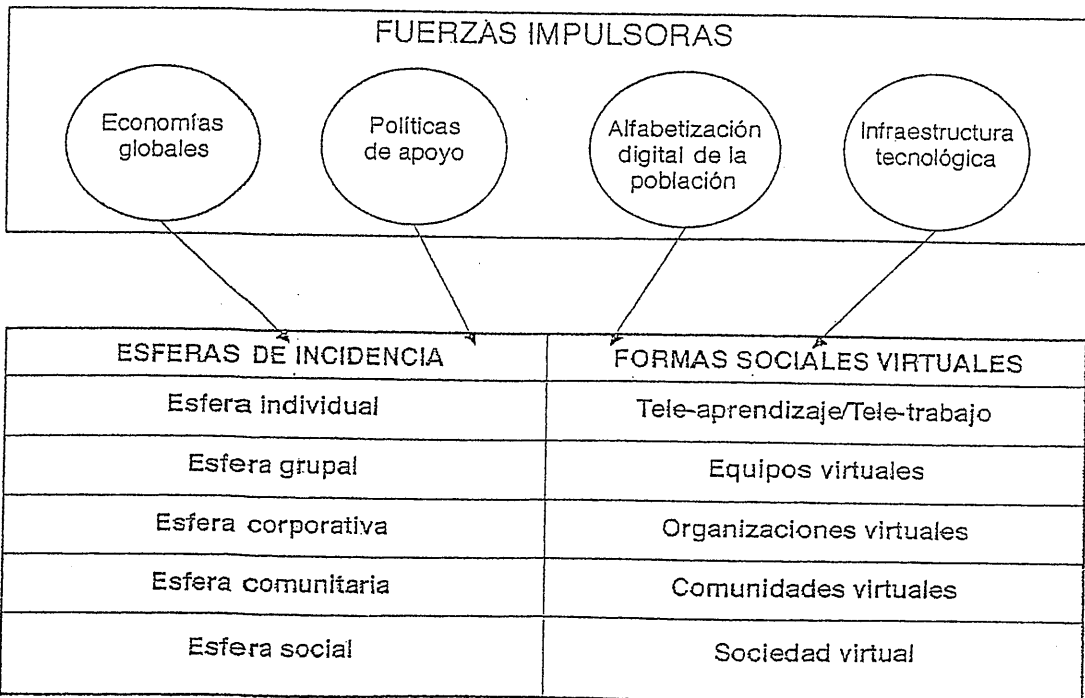 FUERZAS IMPULSORAS
Economías
globales
Políticas
de apoyo
Alfabetización
digital de la
población
Infraestructura
tecnológica
ESFERAS DE INCIDENCIA
FORMAS SOCIALES VIRTUALES
Esfera individual
Tele-aprendizaje/Tele-trabajo
Esfera grupal
Equipos virtuales
Esfera corporativa
Organizaciones virtuales
Esfera comunitaria
Comunidades virtuales
Esfera social
Sociedad virtual